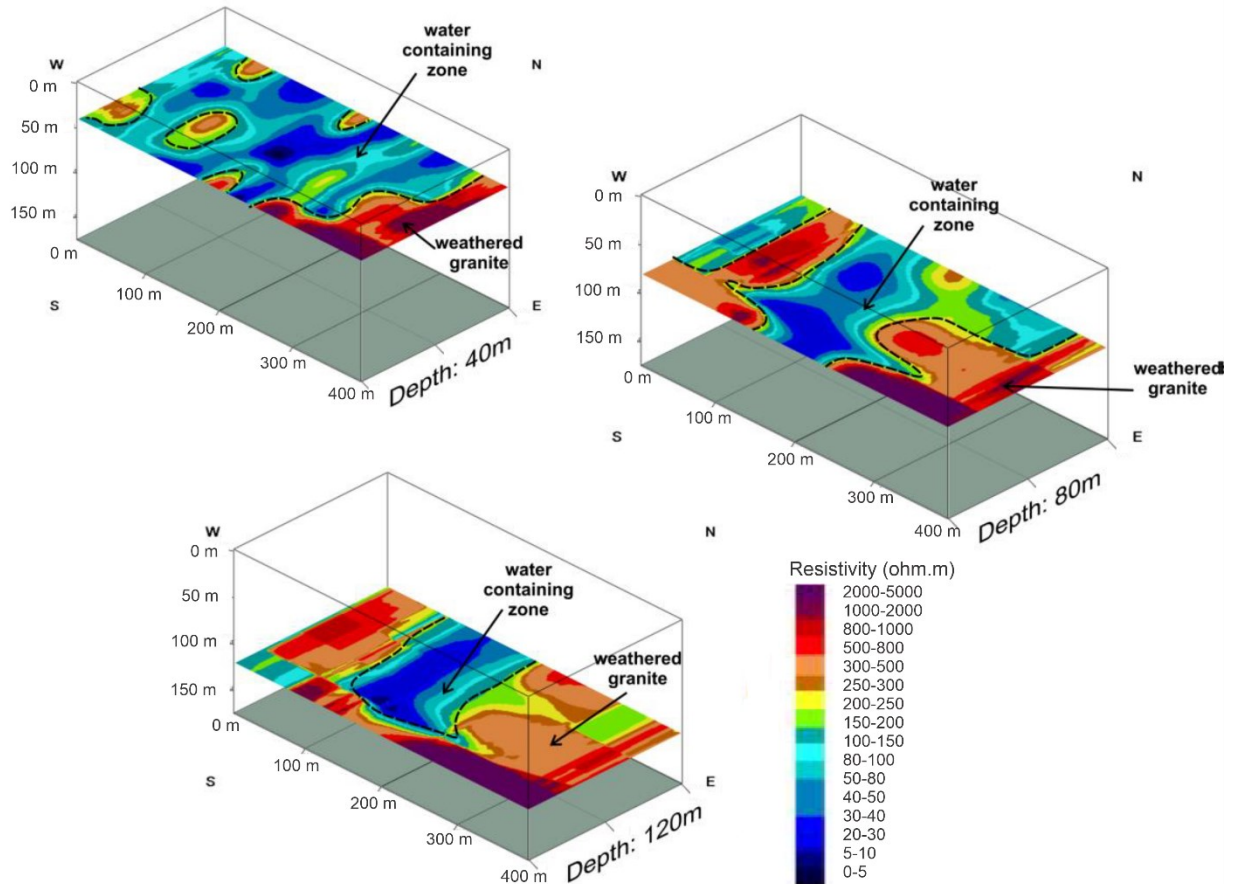 water
containing
zone
W
N
0 m
50 m
100 m
150 m
0 m
100 m
200 m
300 m
400 m
S
E
weathered
granite
Depth: 40m
water
containing
zone
W
N
0 m
50 m
100 m
150 m
0 m
100 m
200 m
300 m
400 m
S
E
weathered
granite
Depth: 80m
water
containing
zone
W
N
0 m
50 m
100 m
150 m
0 m
100 m
200 m
300 m
400 m
S
E
weathered
granite
Depth: 120m
Resistivity (ohm.m)
2000-5000
1000-2000
800-1000
500-800
300-500
250-300
200-250
150-200
100-150
80-100
50-80
40-50
30-40
20-30
5-10
0-5